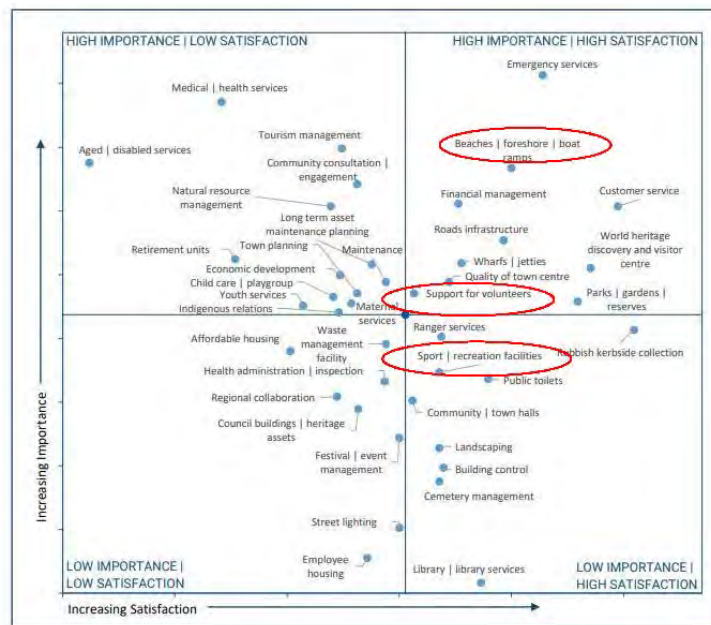 HIGH IMPORTANCE | LOW SATISFACTION
HIGH IMPORTANCE | HIGH SATISFACTION
Emergency services
Medical | health services
Tourism management
Beaches | foreshore | boat
ramps
Aged | disabled services
Community consultation |
engagement
Natural resource
management
Financial management
Customer service
Long term asset
maintenance planning
Roads infrastructure
World heritage
discovery and visitor
centre
Town planning
Retirement units
Maintenance
Wharfs | jetties
Economic development
Quality of town centre
Child care | playgroup
Support for volunteers
Parks | gardens |
reserves
Youth services
Maternal
services
Indigenous relations
Affordable housing
Waste
management
facility
Ranger services
Sport | recreation facilities
Rubbish kerbside collection
Health administration | inspection
Public toilets
Regional collaboration
Community | town halls
Council buildings | heritage
assets
Festival | event
management
Landscaping
Building control
Cemetery management
Street lighting
Employee
housing
Library | library services
LOW IMPORTANCE |
LOW SATISFACTION
LOW IMPORTANCE |
HIGH SATISFACTION
Increasing Importance
Increasing Satisfaction